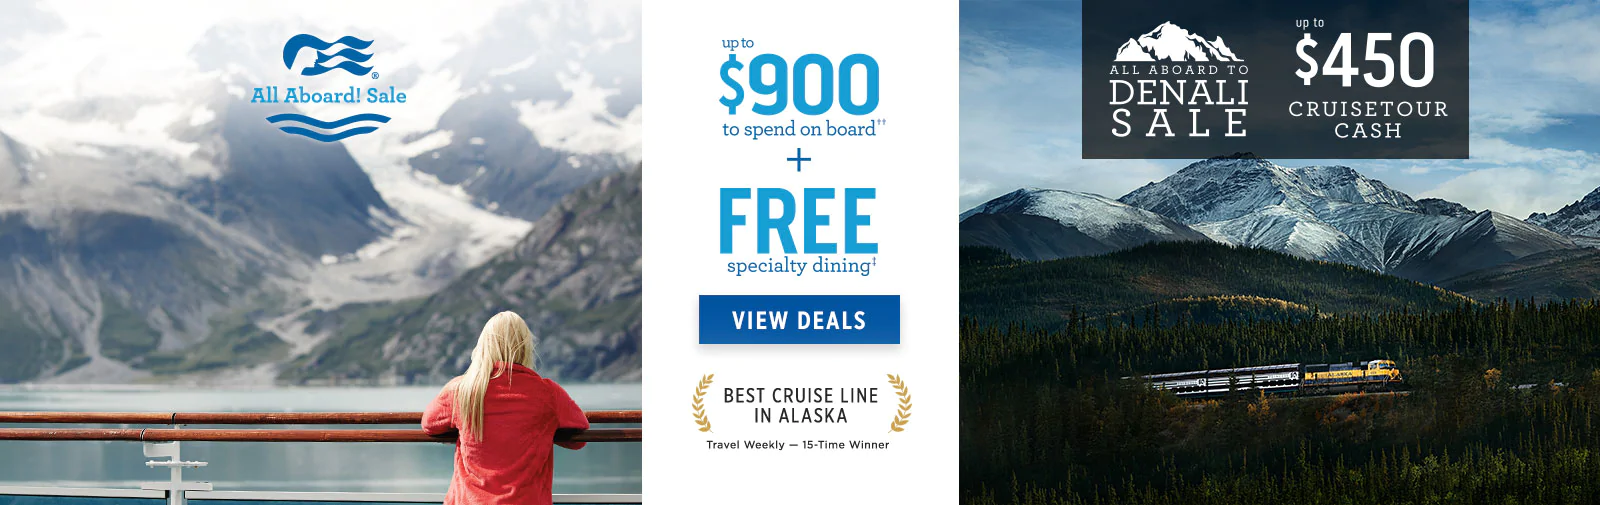 ®
All Aboard! Sale
up to
$900
to spend on board††
+
FREE
specialty dining‡
VIEW DEALS
BEST CRUISE LINE
IN ALASKA
Travel Weekly — 15-Time Winner
ALL ABOARD TO
DENALI
SALE
up to
$450
CRUISETOUR
CASH
ALASKA